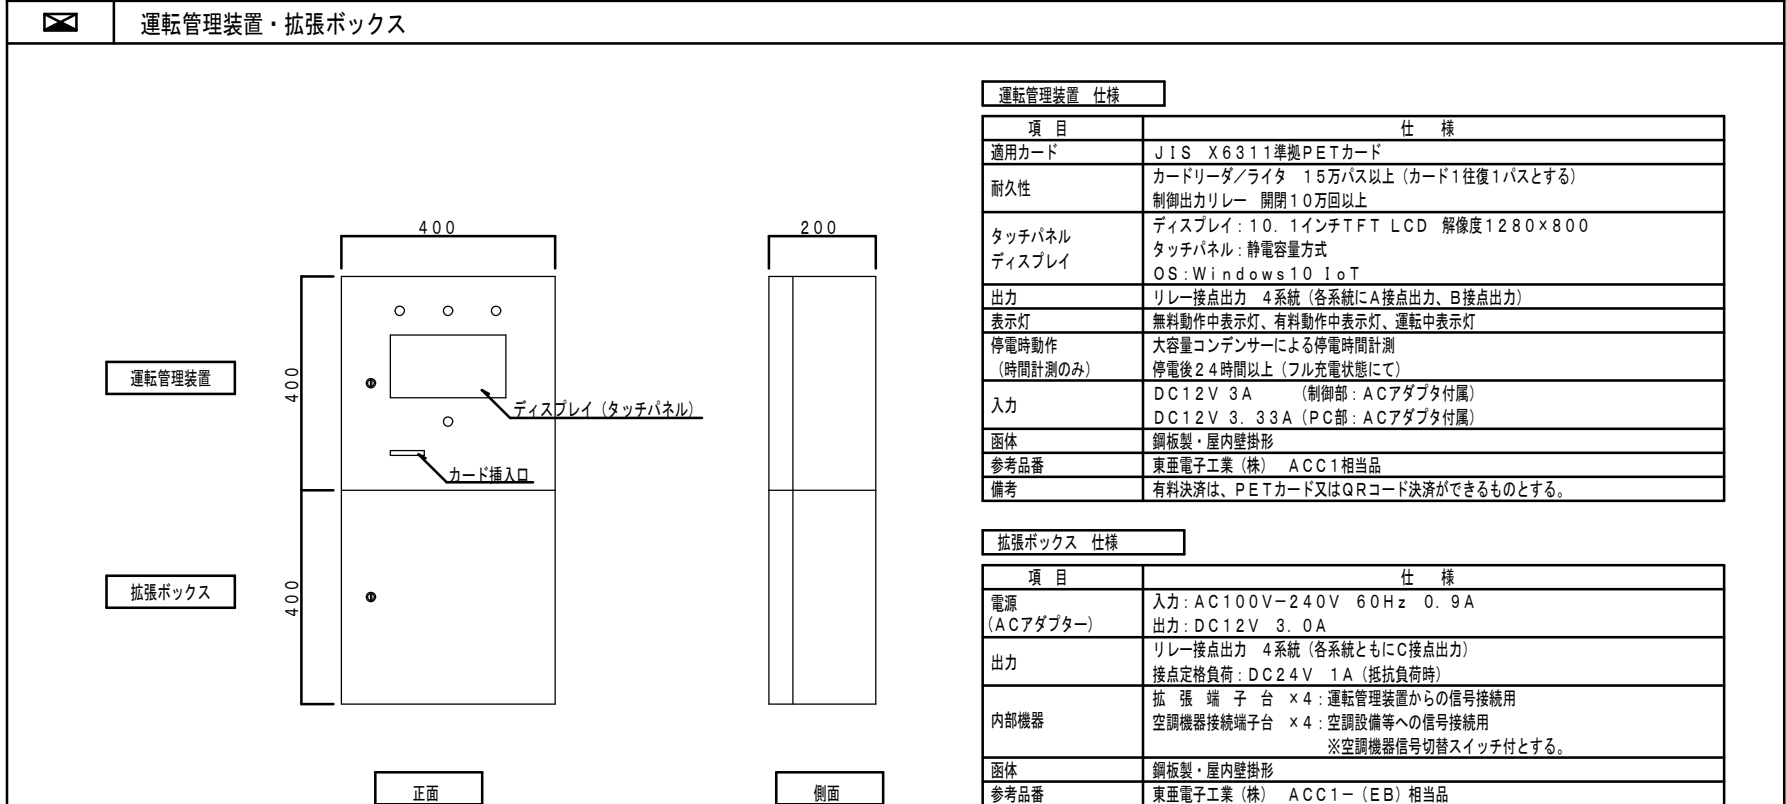 運転管理装置・拡張ボックス
400
200
400
400
運転管理装置
拡張ボックス
ディスプレイ（タッチパネル）
カード挿入口
正面
側面
運転管理装置　仕様
項　目　仕　様
適用カード　ＪＩＳ　Ｘ６３１１準拠ＰＥＴカード
耐久性　カードリーダ／ライタ　１５万パス以上（カード１往復１パスとする）
制御出力リレー　開閉１０万回以上
タッチパネル
ディスプレイ
ディスプレイ：１０．１インチＴＦＴ　ＬＣＤ　解像度１２８０×８００
タッチパネル：静電容量方式
ＯＳ：Ｗｉｎｄｏｗｓ１０　ＩｏＴ
出力　リレー接点出力　４系統（各系統にＡ接点出力、Ｂ接点出力）
表示灯　無料動作中表示灯、有料動作中表示灯、運転中表示灯
停電時動作　大容量コンデンサーによる停電時間計測
（時間計測のみ）　停電後２４時間以上（フル充電状態にて）
入力　ＤＣ１２Ｖ　３Ａ　（制御部：ＡＣアダプタ付属）
ＤＣ１２Ｖ　３．３３Ａ（ＰＣ部：ＡＣアダプタ付属）
函体　鋼板製・屋内壁掛形
参考品番　東亜電子工業（株）　ＡＣＣ１相当品
備考　有料決済は、ＰＥＴカード又はＱＲコード決済ができるものとする。
拡張ボックス　仕様
項　目　仕　様
電源　入力：ＡＣ１００Ｖ－２４０Ｖ　６０Ｈｚ　０．９Ａ
（ＡＣアダプター）　出力：ＤＣ１２Ｖ　３．０Ａ
出力　リレー接点出力　４系統（各系統ともにＣ接点出力）
接点定格負荷：ＤＣ２４Ｖ　１Ａ（抵抗負荷時）
内部機器　拡　張　端　子　台　×４：運転管理装置からの信号接続用
空調機器接続端子台　×４：空調設備等への信号接続用
※空調機器信号切替スイッチ付とする。
函体　鋼板製・屋内壁掛形
参考品番　東亜電子工業（株）　ＡＣＣ１－（ＥＢ）相当品